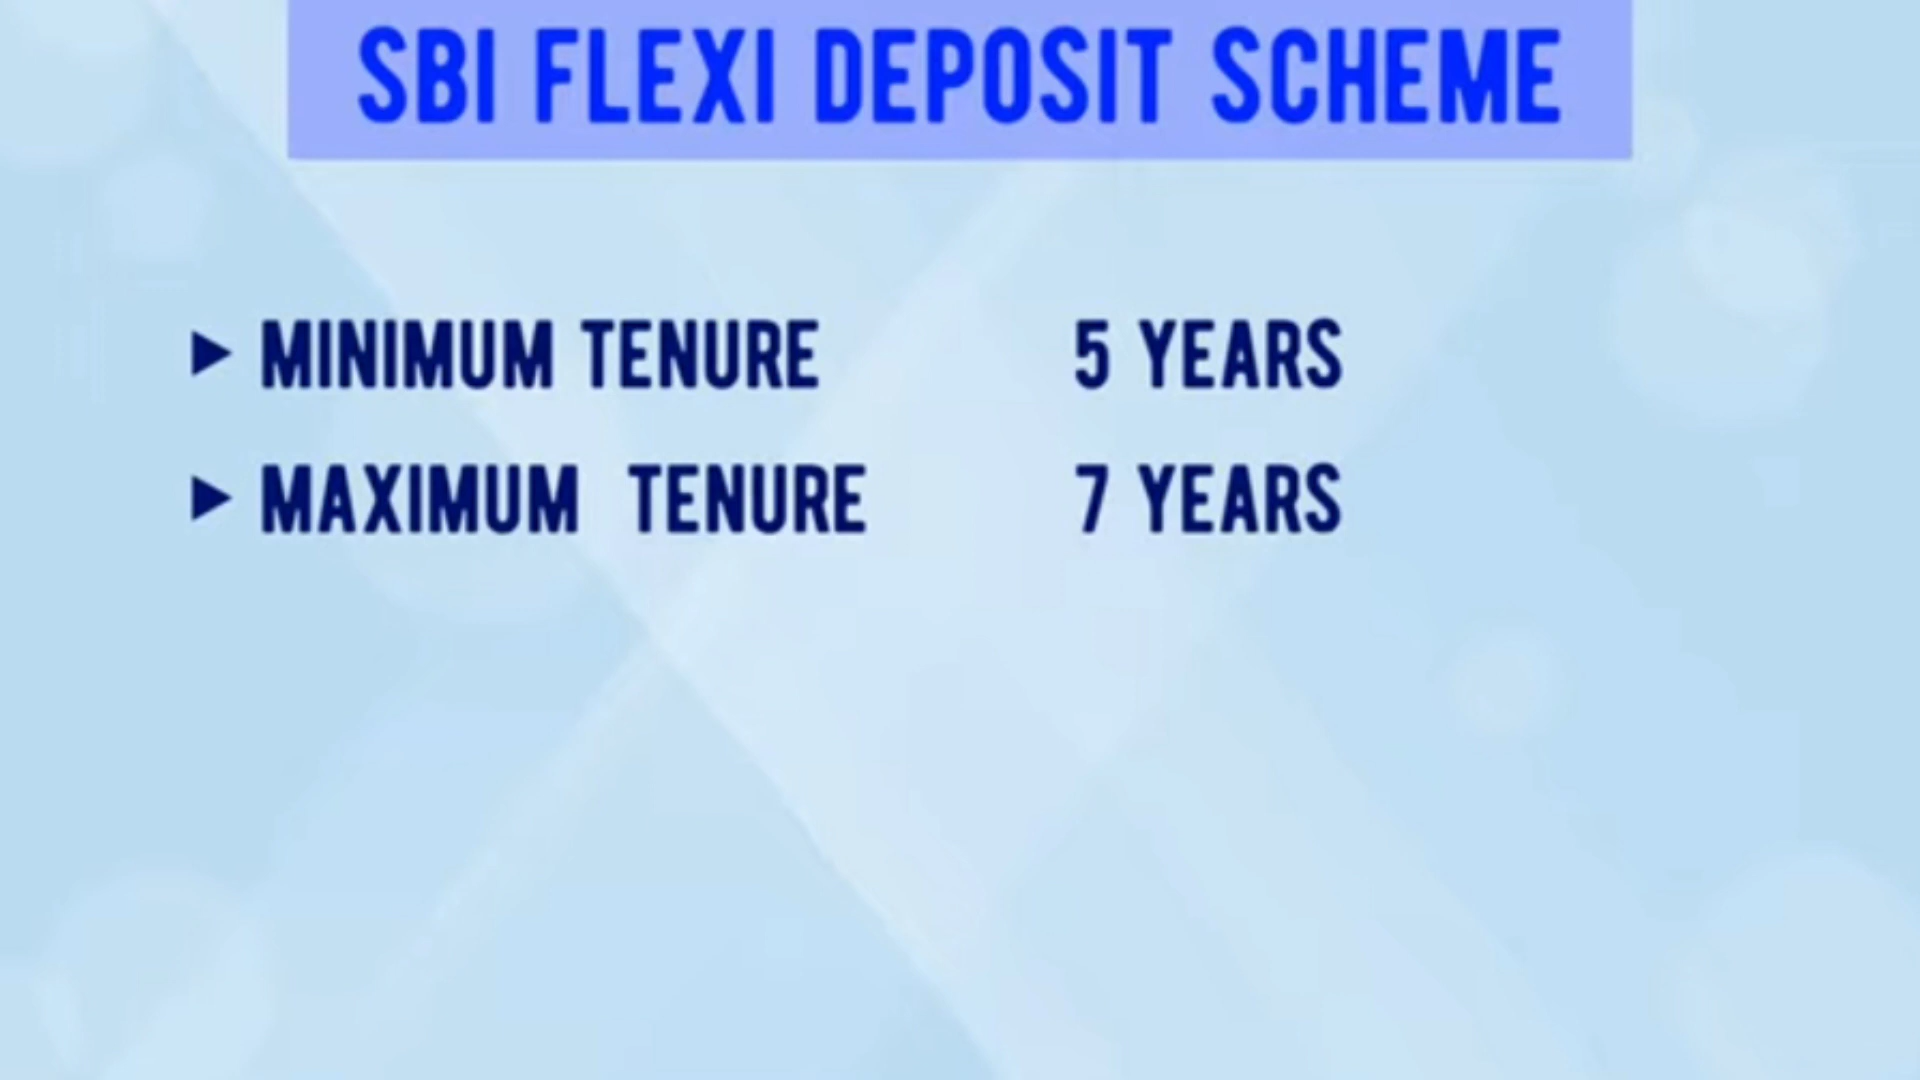 SBI FLEXI DEPOSIT SCHEME
MINIMUM TENURE 5 YEARS
MAXIMUM TENURE 7 YEARS